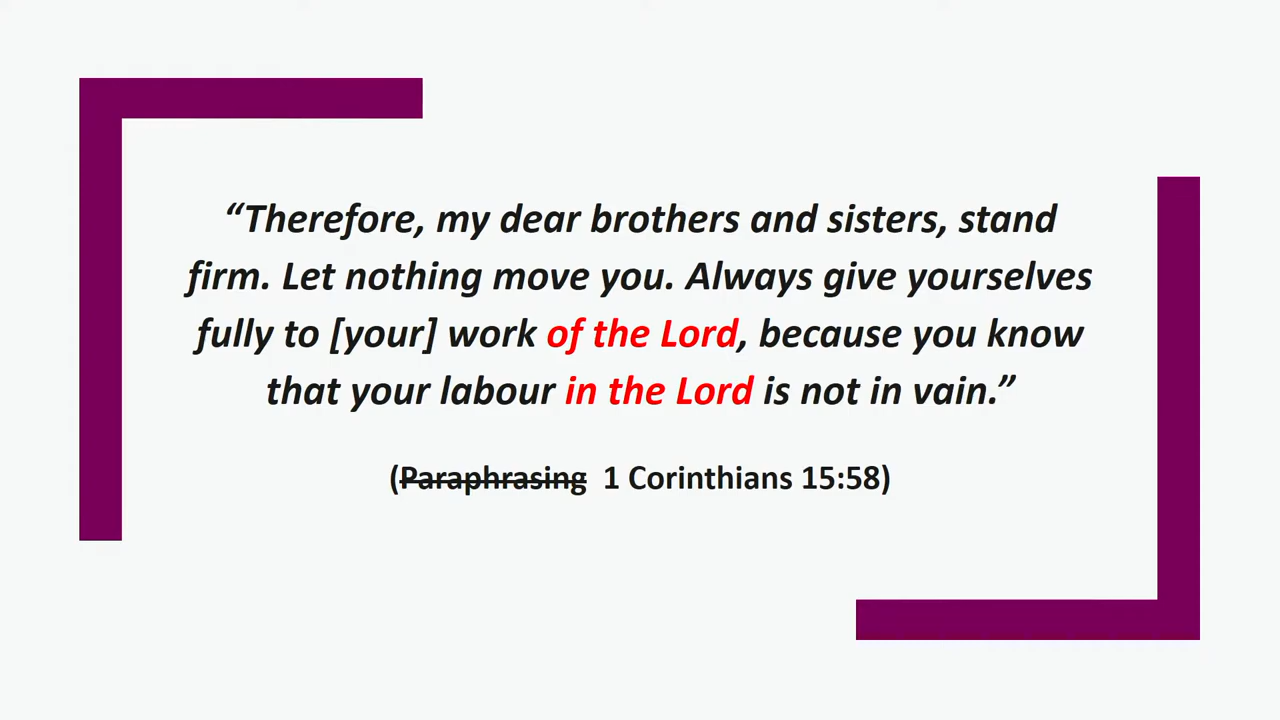 “Therefore, my dear brothers and sisters, stand
firm. Let nothing move you. Always give yourselves
fully to [your] work of the Lord, because you know
that your labour in the Lord is not in vain.”
(Paraphrasing 1 Corinthians 15:58)